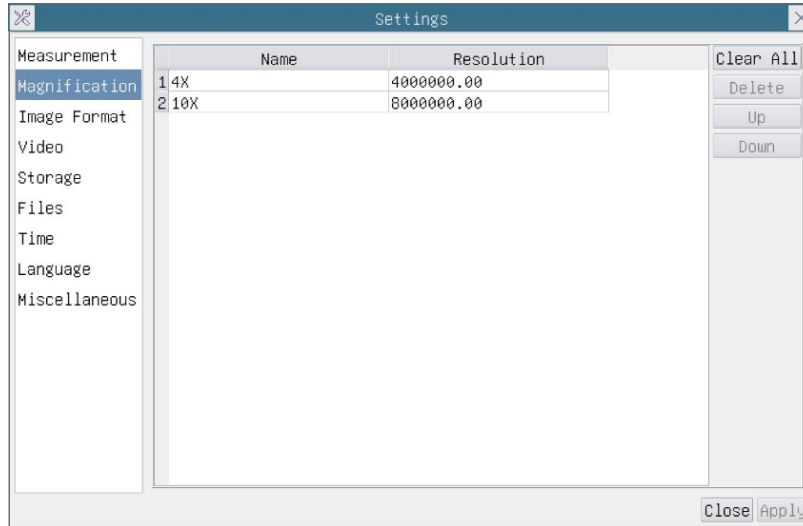 Settings
Measurement
Magnification
Image Format
Video
Storage
Files
Time
Language
Miscellaneous
Name Resolution
1 4X 4000000.00
2 10X 8000000.00
Clear All
Delete
Up
Down
Close Apply